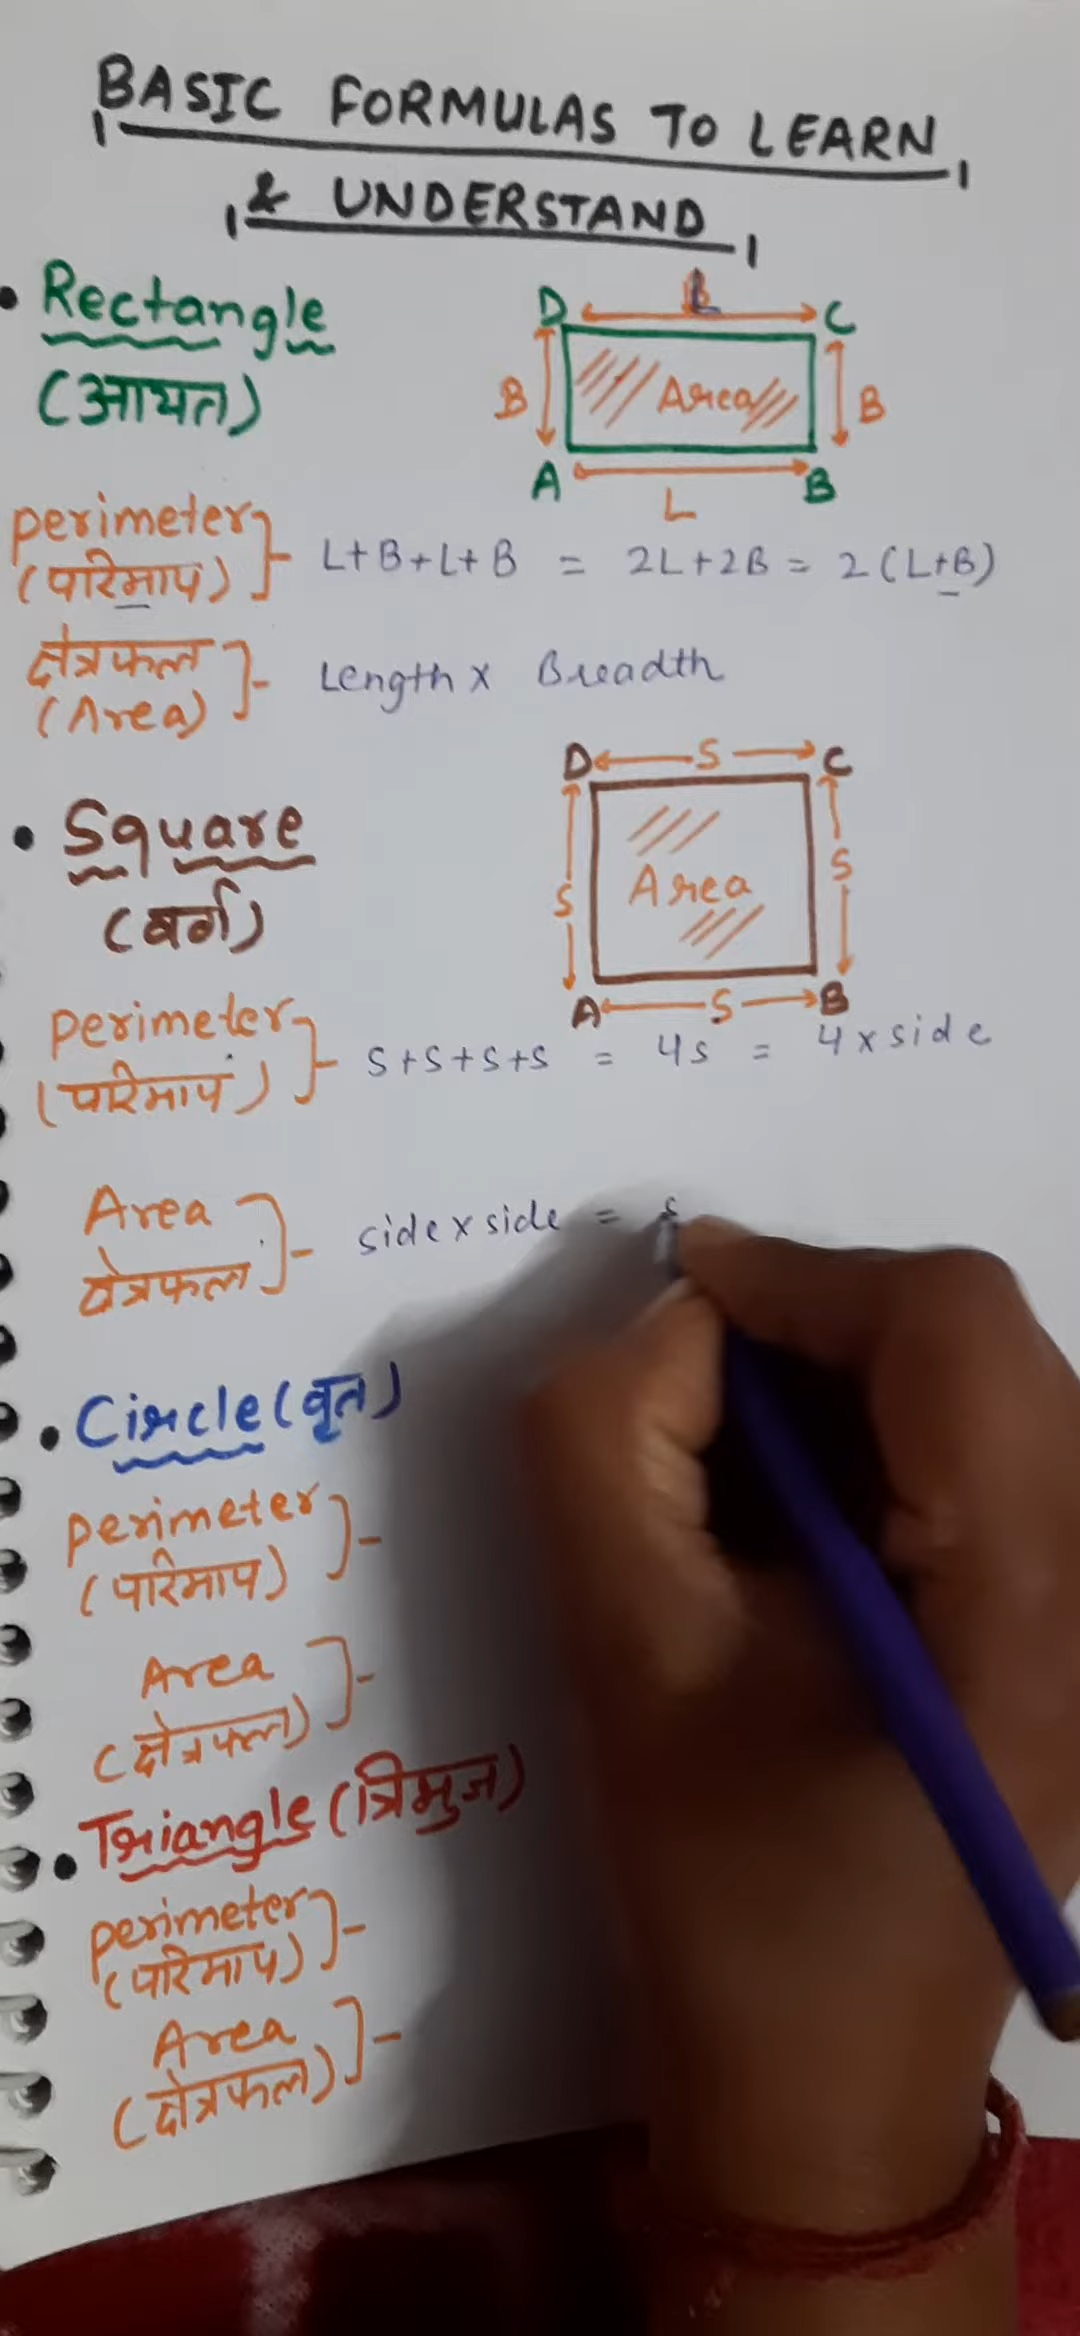 BASIC FORMULAS TO LEARN
& UNDERSTAND
• Rectangle
(आयत)
D L C
B Area B
A L B
perimeter
(परिमाप) ]- L+B+L+B = 2L+2B = 2(L+B)
क्षेत्रफल
(Area) ]- Length x Breadth
D S C
• Square
(वर्ग)
S Area S
A S B
perimeter
(परिमाप) ]- S+S+S+S = 4s = 4 x side
Area
क्षेत्रफल ]- side x side = s
• Circle (वृत)
perimeter
(परिमाप) ]-
Area
(क्षेत्रफल) ]-
• Triangle (त्रिभुज)
perimeter
(परिमाप) ]-
Area
(क्षेत्रफल) ]-